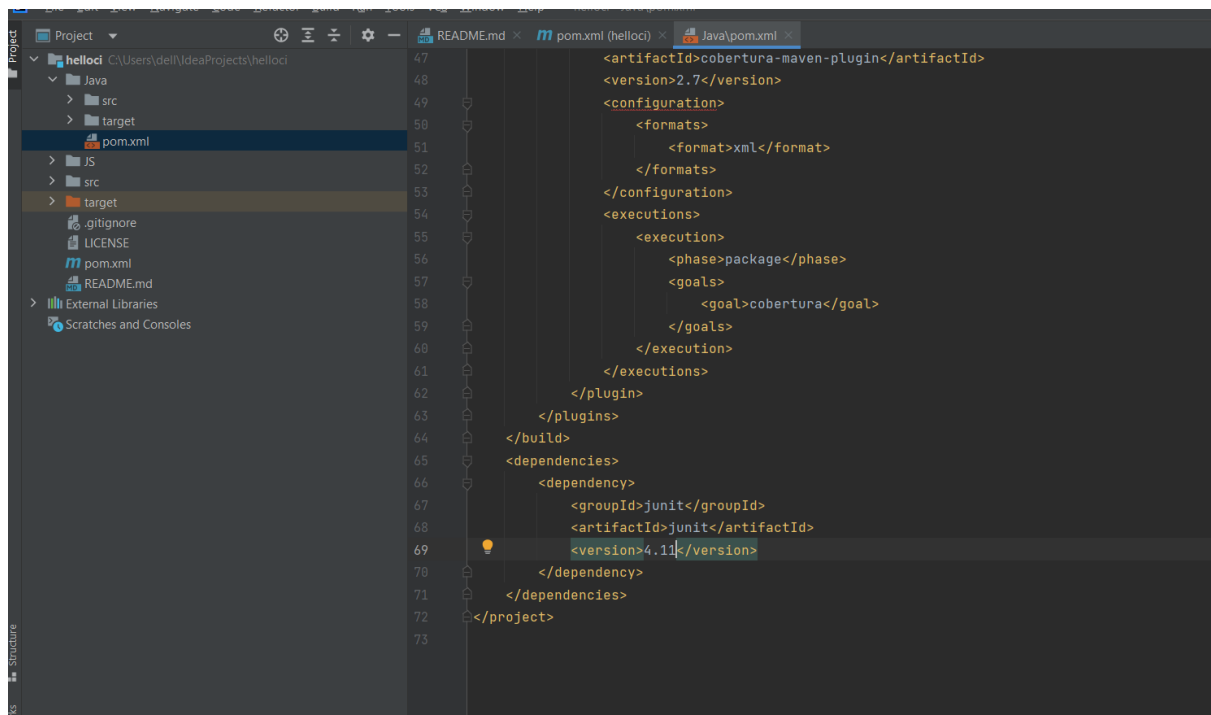 Project
README.md
pom.xml (helloci)
Java\pom.xml
Project
helloci C:\Users\dell\IdeaProjects\helloci
Java
src
target
pom.xml
JS
src
target
.gitignore
LICENSE
pom.xml
README.md
External Libraries
Scratches and Consoles
Structure
47 <artifactId>cobertura-maven-plugin</artifactId>
48 <version>2.7</version>
49 <configuration>
50 <formats>
51 <format>xml</format>
52 </formats>
53 </configuration>
54 <executions>
55 <execution>
56 <phase>package</phase>
57 <goals>
58 <goal>cobertura</goal>
59 </goals>
60 </execution>
61 </executions>
62 </plugin>
63 </plugins>
64 </build>
65 <dependencies>
66 <dependency>
67 <groupId>junit</groupId>
68 <artifactId>junit</artifactId>
69 <version>4.11</version>
70 </dependency>
71 </dependencies>
72 </project>
73